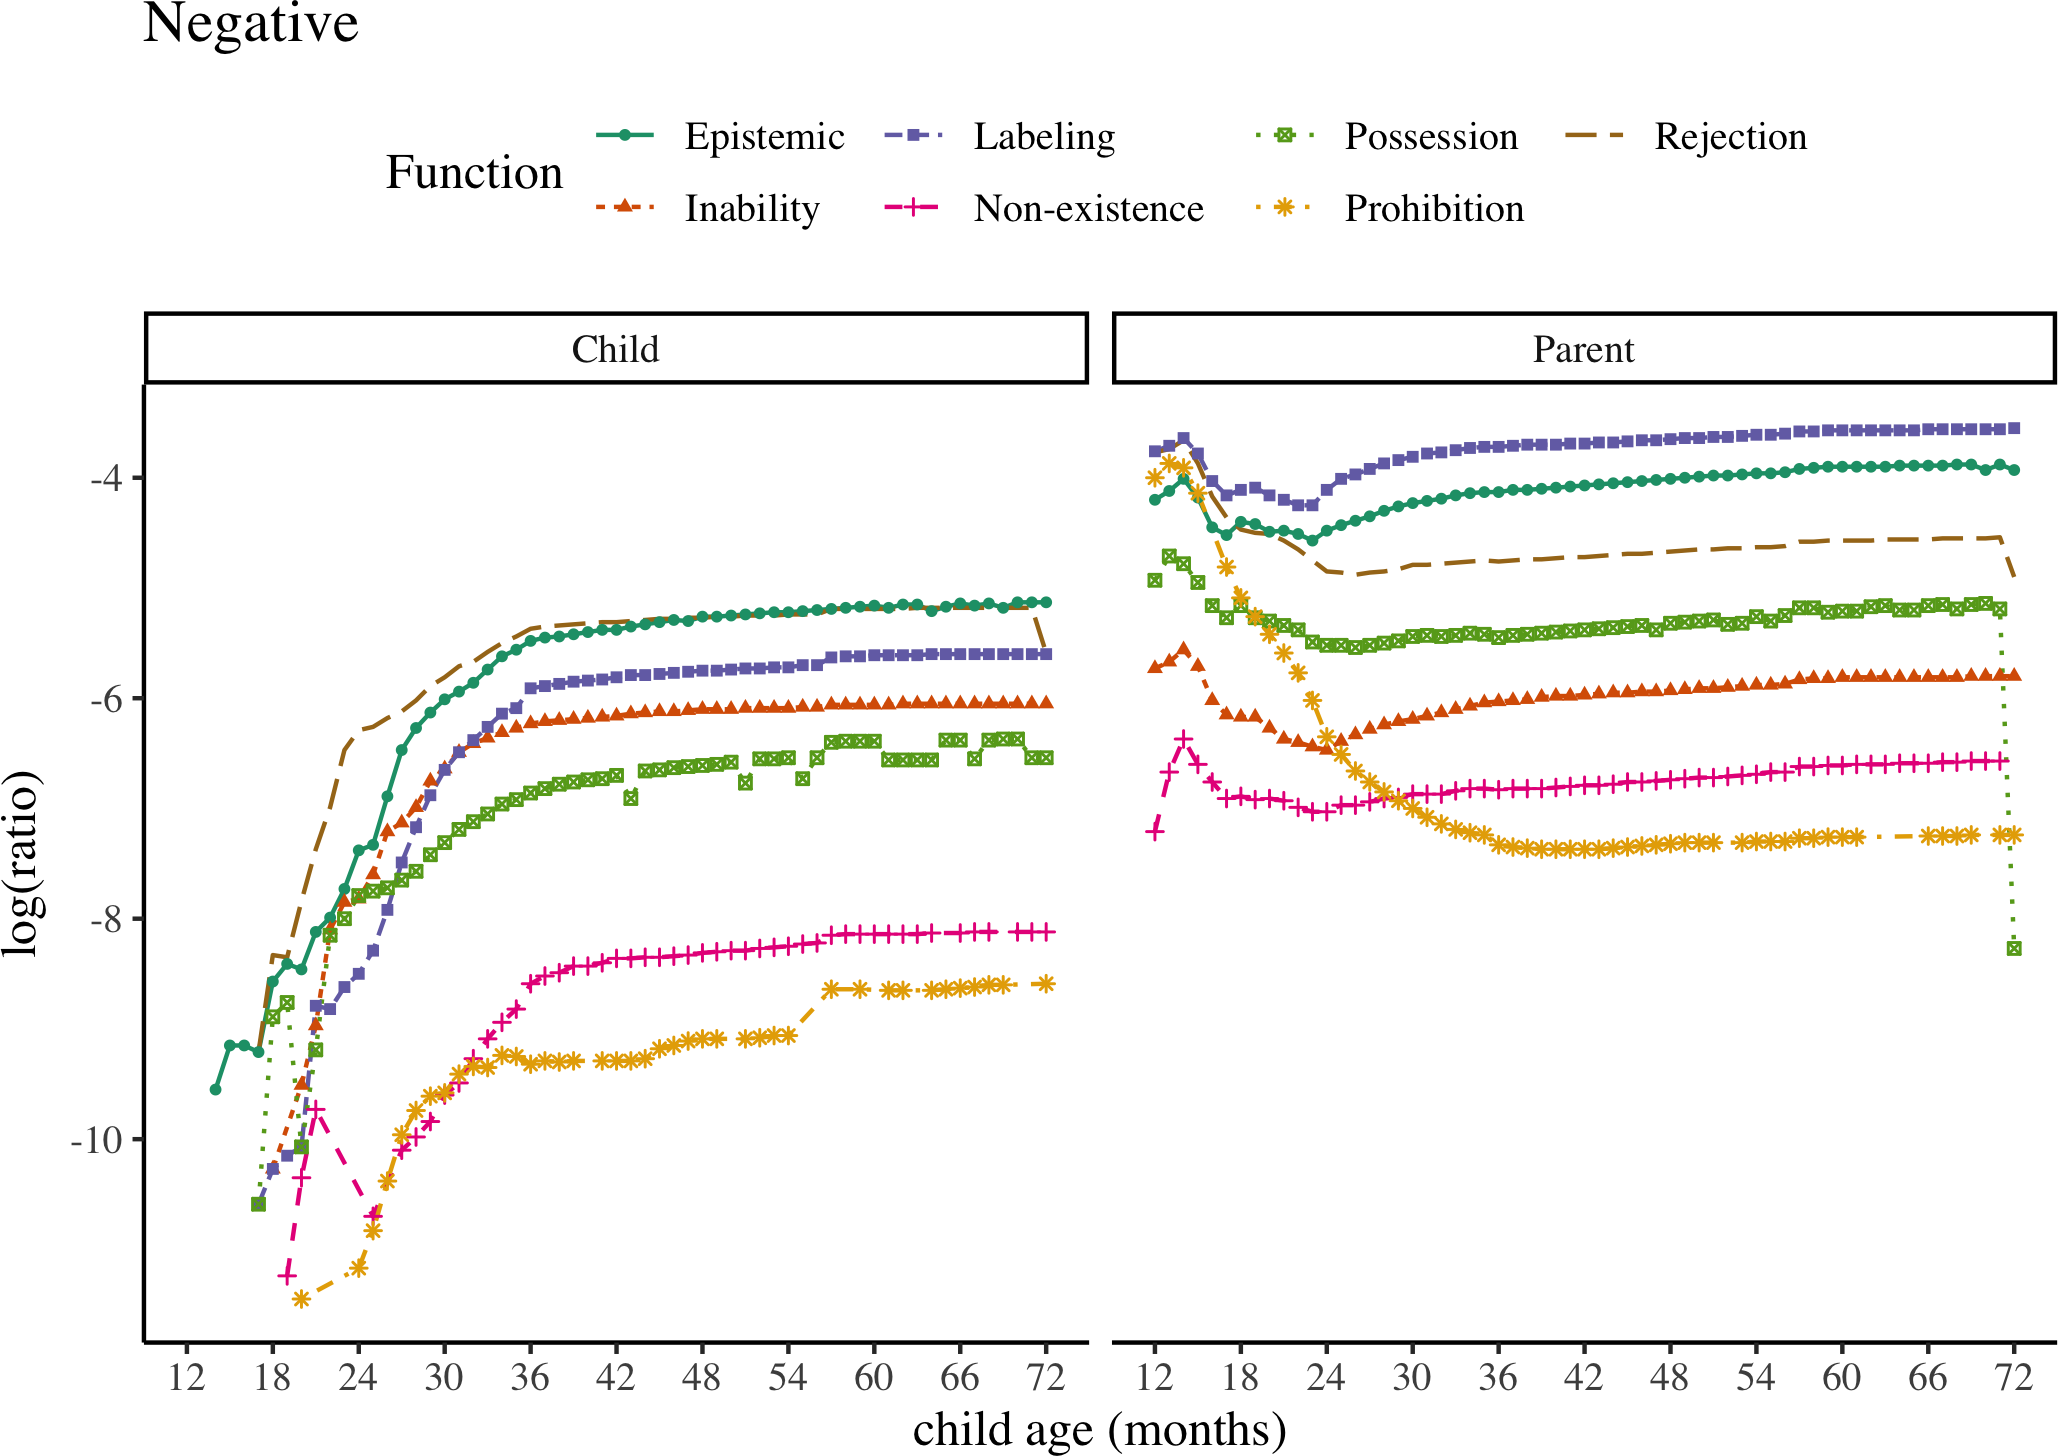 Negative
Function
Epistemic Labeling Possession Rejection
Inability Non-existence Prohibition
Child Parent
log(ratio)
-4
-6
-8
-10
12 18 24 30 36 42 48 54 60 66 72 12 18 24 30 36 42 48 54 60 66 72
child age (months)